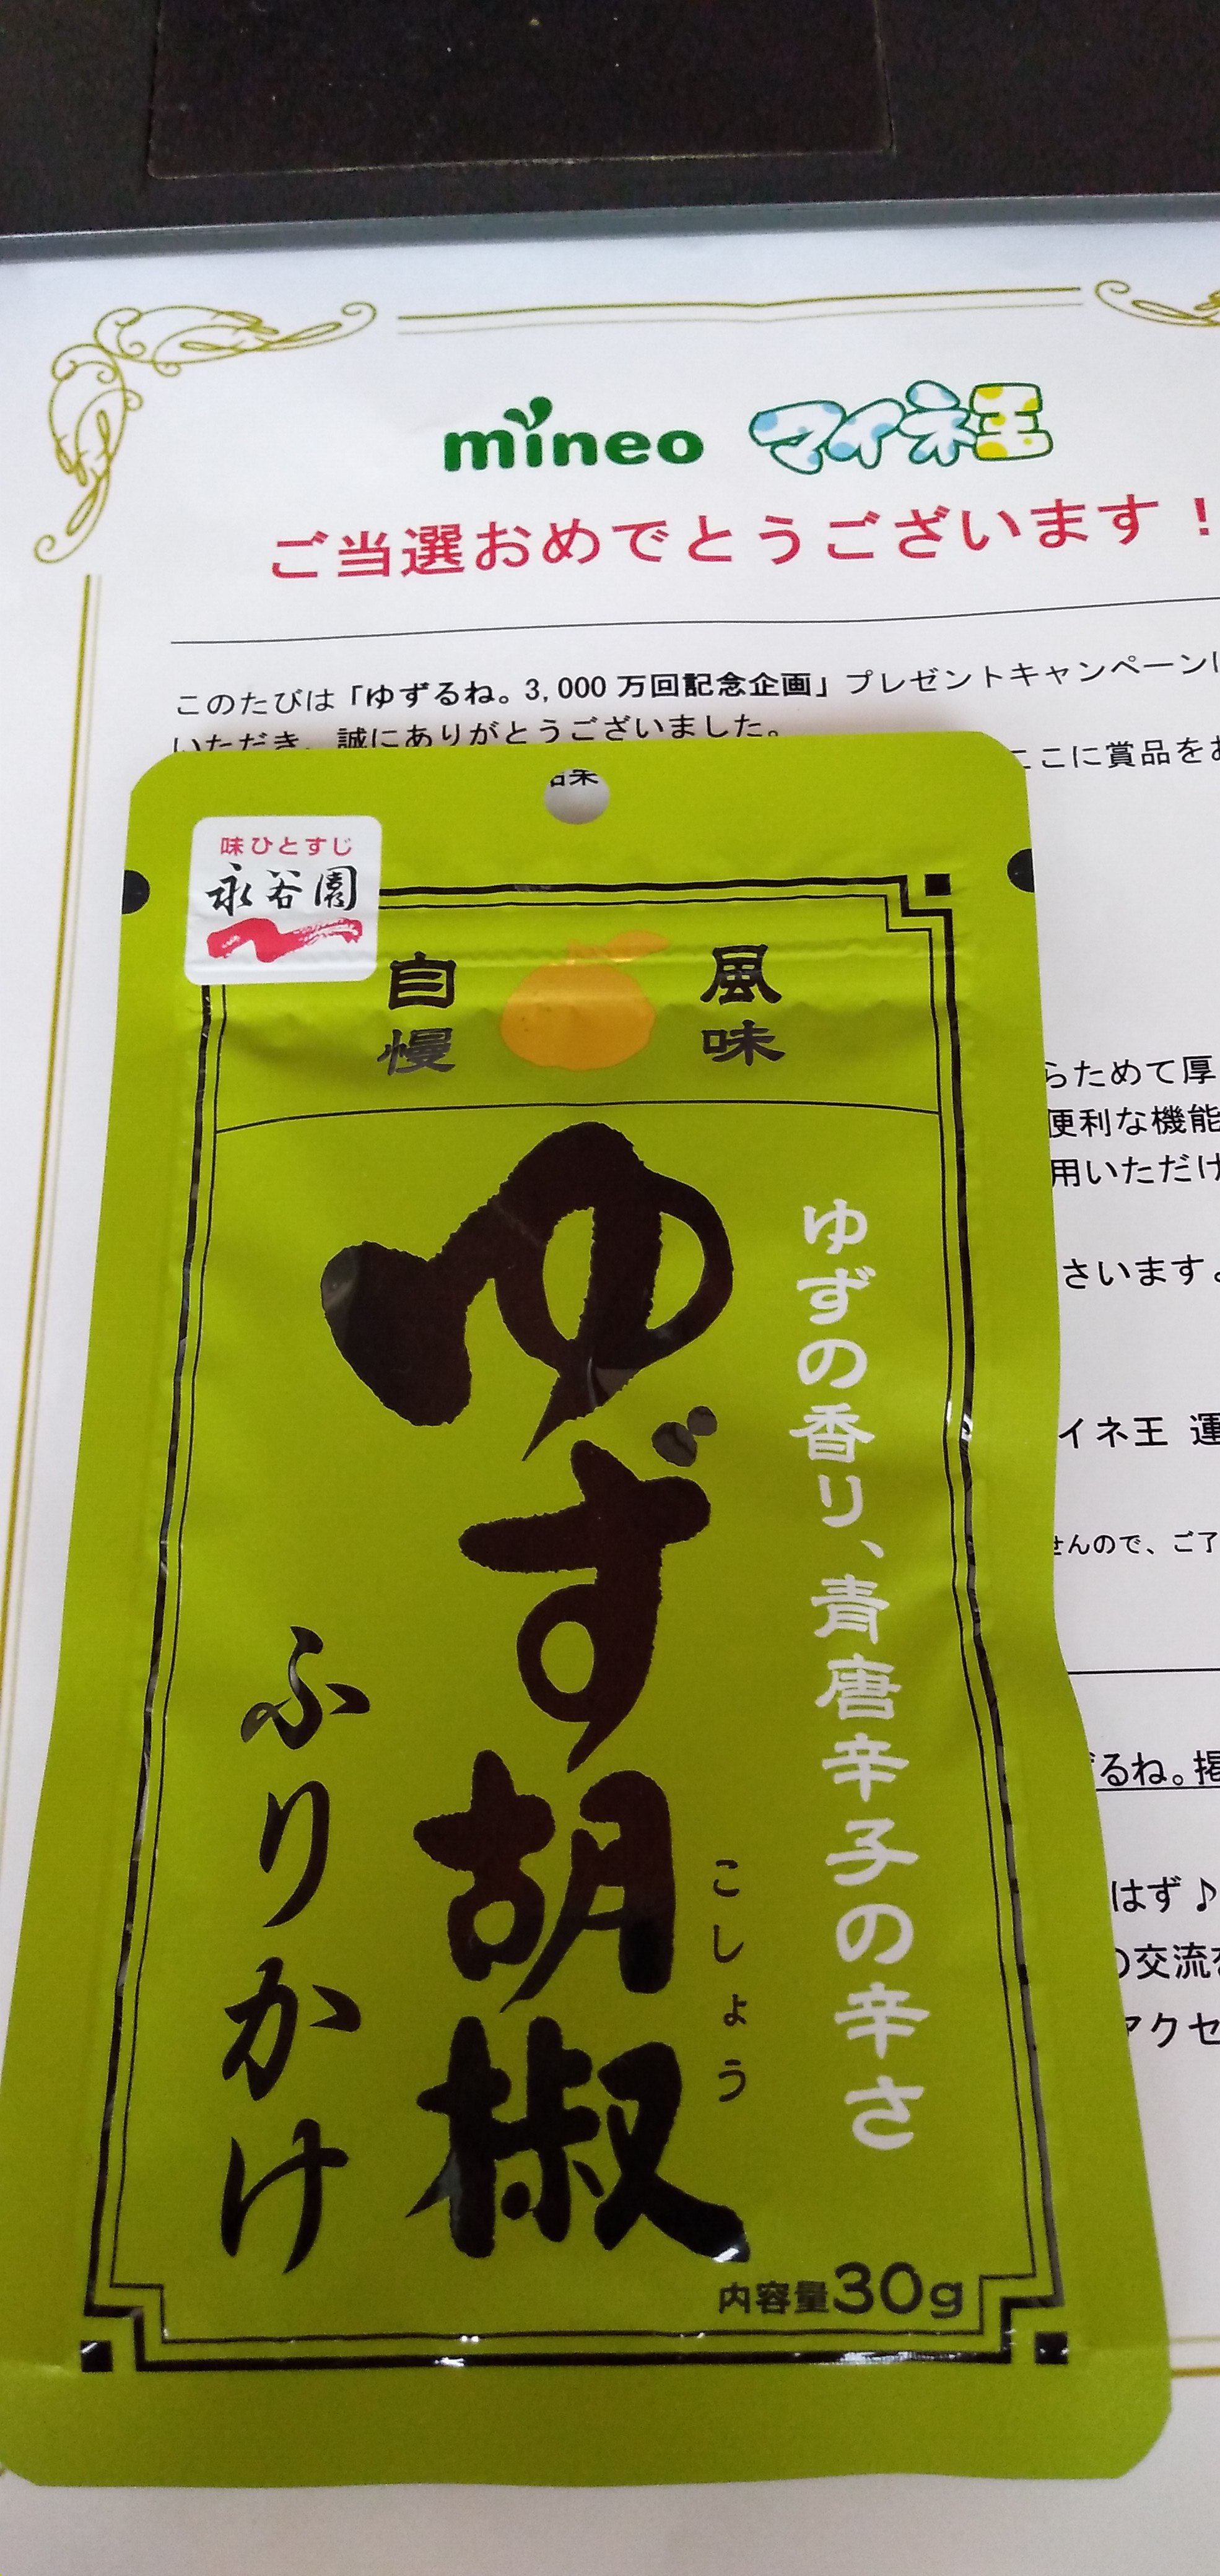 mineo マイネ王
ご当選おめでとうございます！
このたびは「ゆずるね。3,000万回記念企画」プレゼントキャンペーン
いただき、誠にありがとうございました。
ここに賞品をお
味ひとすじ
永谷園
風味
自慢
ゆずの香り、青唐辛子の辛さ
ゆず胡椒
こしょう
ふりかけ
内容量30g
らためて厚
便利な機能
用いただけ
さいます。
イネ王 運
せんので、ご了
るね。掲
はず♪
の交流を
アクセ